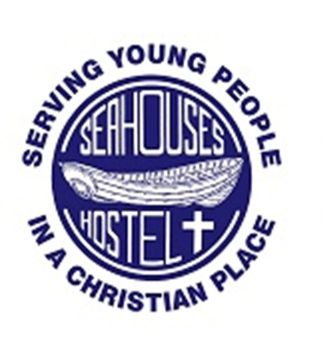 SERVING YOUNG PEOPLE
SEAHOUSES
HOSTEL
IN A CHRISTIAN PLACE